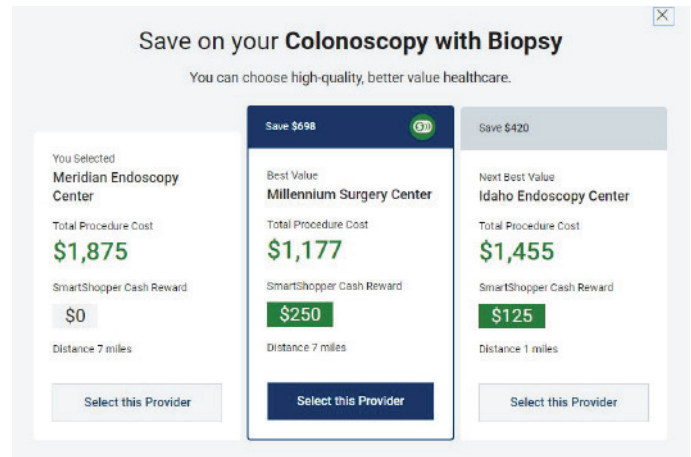 Save on your Colonoscopy with Biopsy
You can choose high-quality, better value healthcare.
You Selected
Meridian Endoscopy
Center
Total Procedure Cost
$1,875
SmartShopper Cash Reward
$0
Distance 7 miles
Select this Provider
Save $698
Best Value
Millennium Surgery Center
Total Procedure Cost
$1,177
SmartShopper Cash Reward
$250
Distance 7 miles
Select this Provider
Save $420
Next Best Value
Idaho Endoscopy Center
Total Procedure Cost
$1,455
SmartShopper Cash Reward
$125
Distance 1 miles
Select this Provider